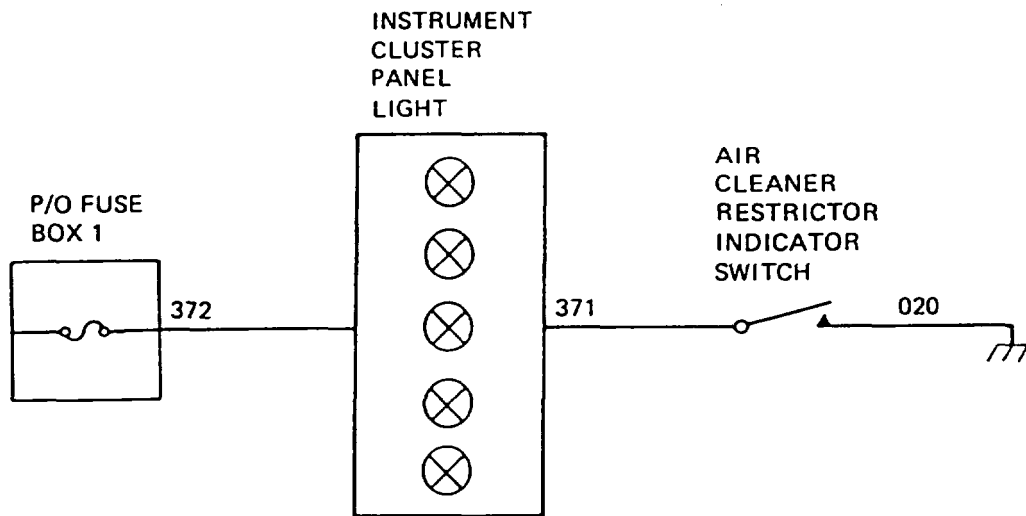 INSTRUMENT
CLUSTER
PANEL
LIGHT
P/O FUSE
BOX 1
372
371
AIR
CLEANER
RESTRICTOR
INDICATOR
SWITCH
020